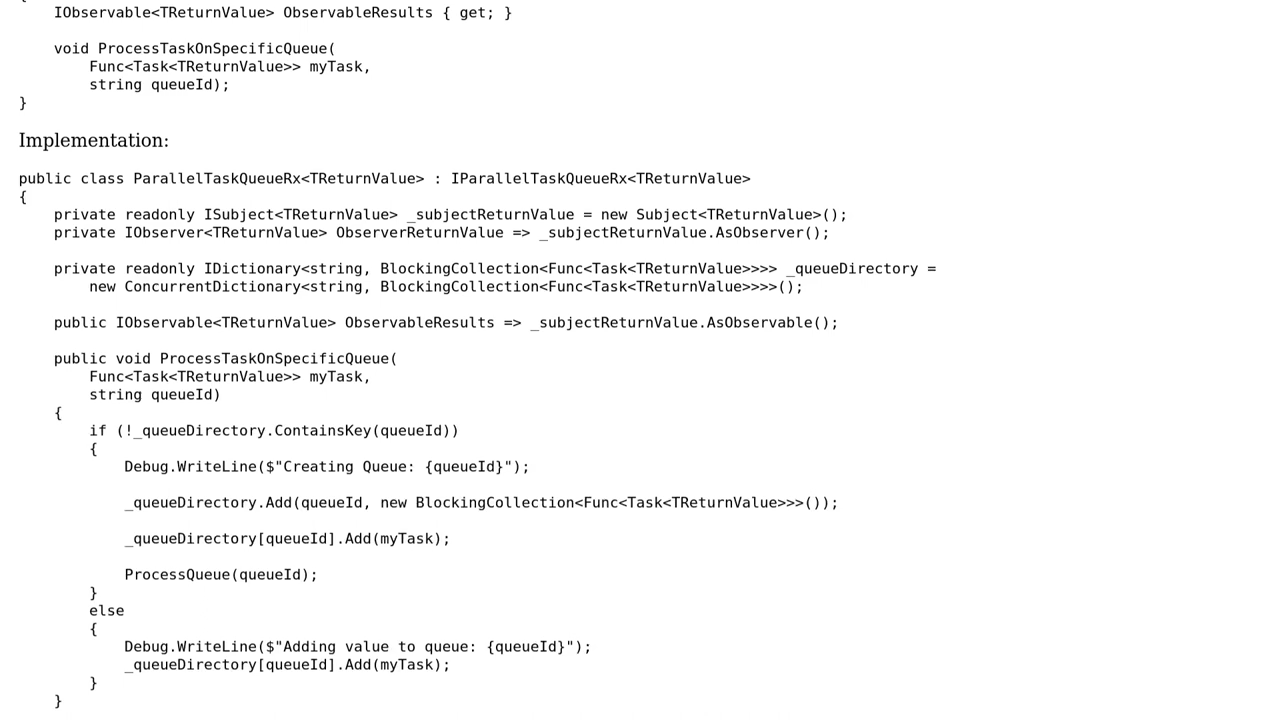 {
    IObservable<TReturnValue> ObservableResults { get; }

    void ProcessTaskOnSpecificQueue(
        Func<Task<TReturnValue>> myTask,
        string queueId);
}

Implementation:

public class ParallelTaskQueueRx<TReturnValue> : IParallelTaskQueueRx<TReturnValue>
{
    private readonly ISubject<TReturnValue> _subjectReturnValue = new Subject<TReturnValue>();
    private IObserver<TReturnValue> ObserverReturnValue => _subjectReturnValue.AsObserver();

    private readonly IDictionary<string, BlockingCollection<Func<Task<TReturnValue>>>> _queueDirectory =
        new ConcurrentDictionary<string, BlockingCollection<Func<Task<TReturnValue>>>>();

    public IObservable<TReturnValue> ObservableResults => _subjectReturnValue.AsObservable();

    public void ProcessTaskOnSpecificQueue(
        Func<Task<TReturnValue>> myTask,
        string queueId)
    {
        if (!_queueDirectory.ContainsKey(queueId))
        {
            Debug.WriteLine($"Creating Queue: {queueId}");

            _queueDirectory.Add(queueId, new BlockingCollection<Func<Task<TReturnValue>>>());

            _queueDirectory[queueId].Add(myTask);

            ProcessQueue(queueId);
        }
        else
        {
            Debug.WriteLine($"Adding value to queue: {queueId}");
            _queueDirectory[queueId].Add(myTask);
        }
    }